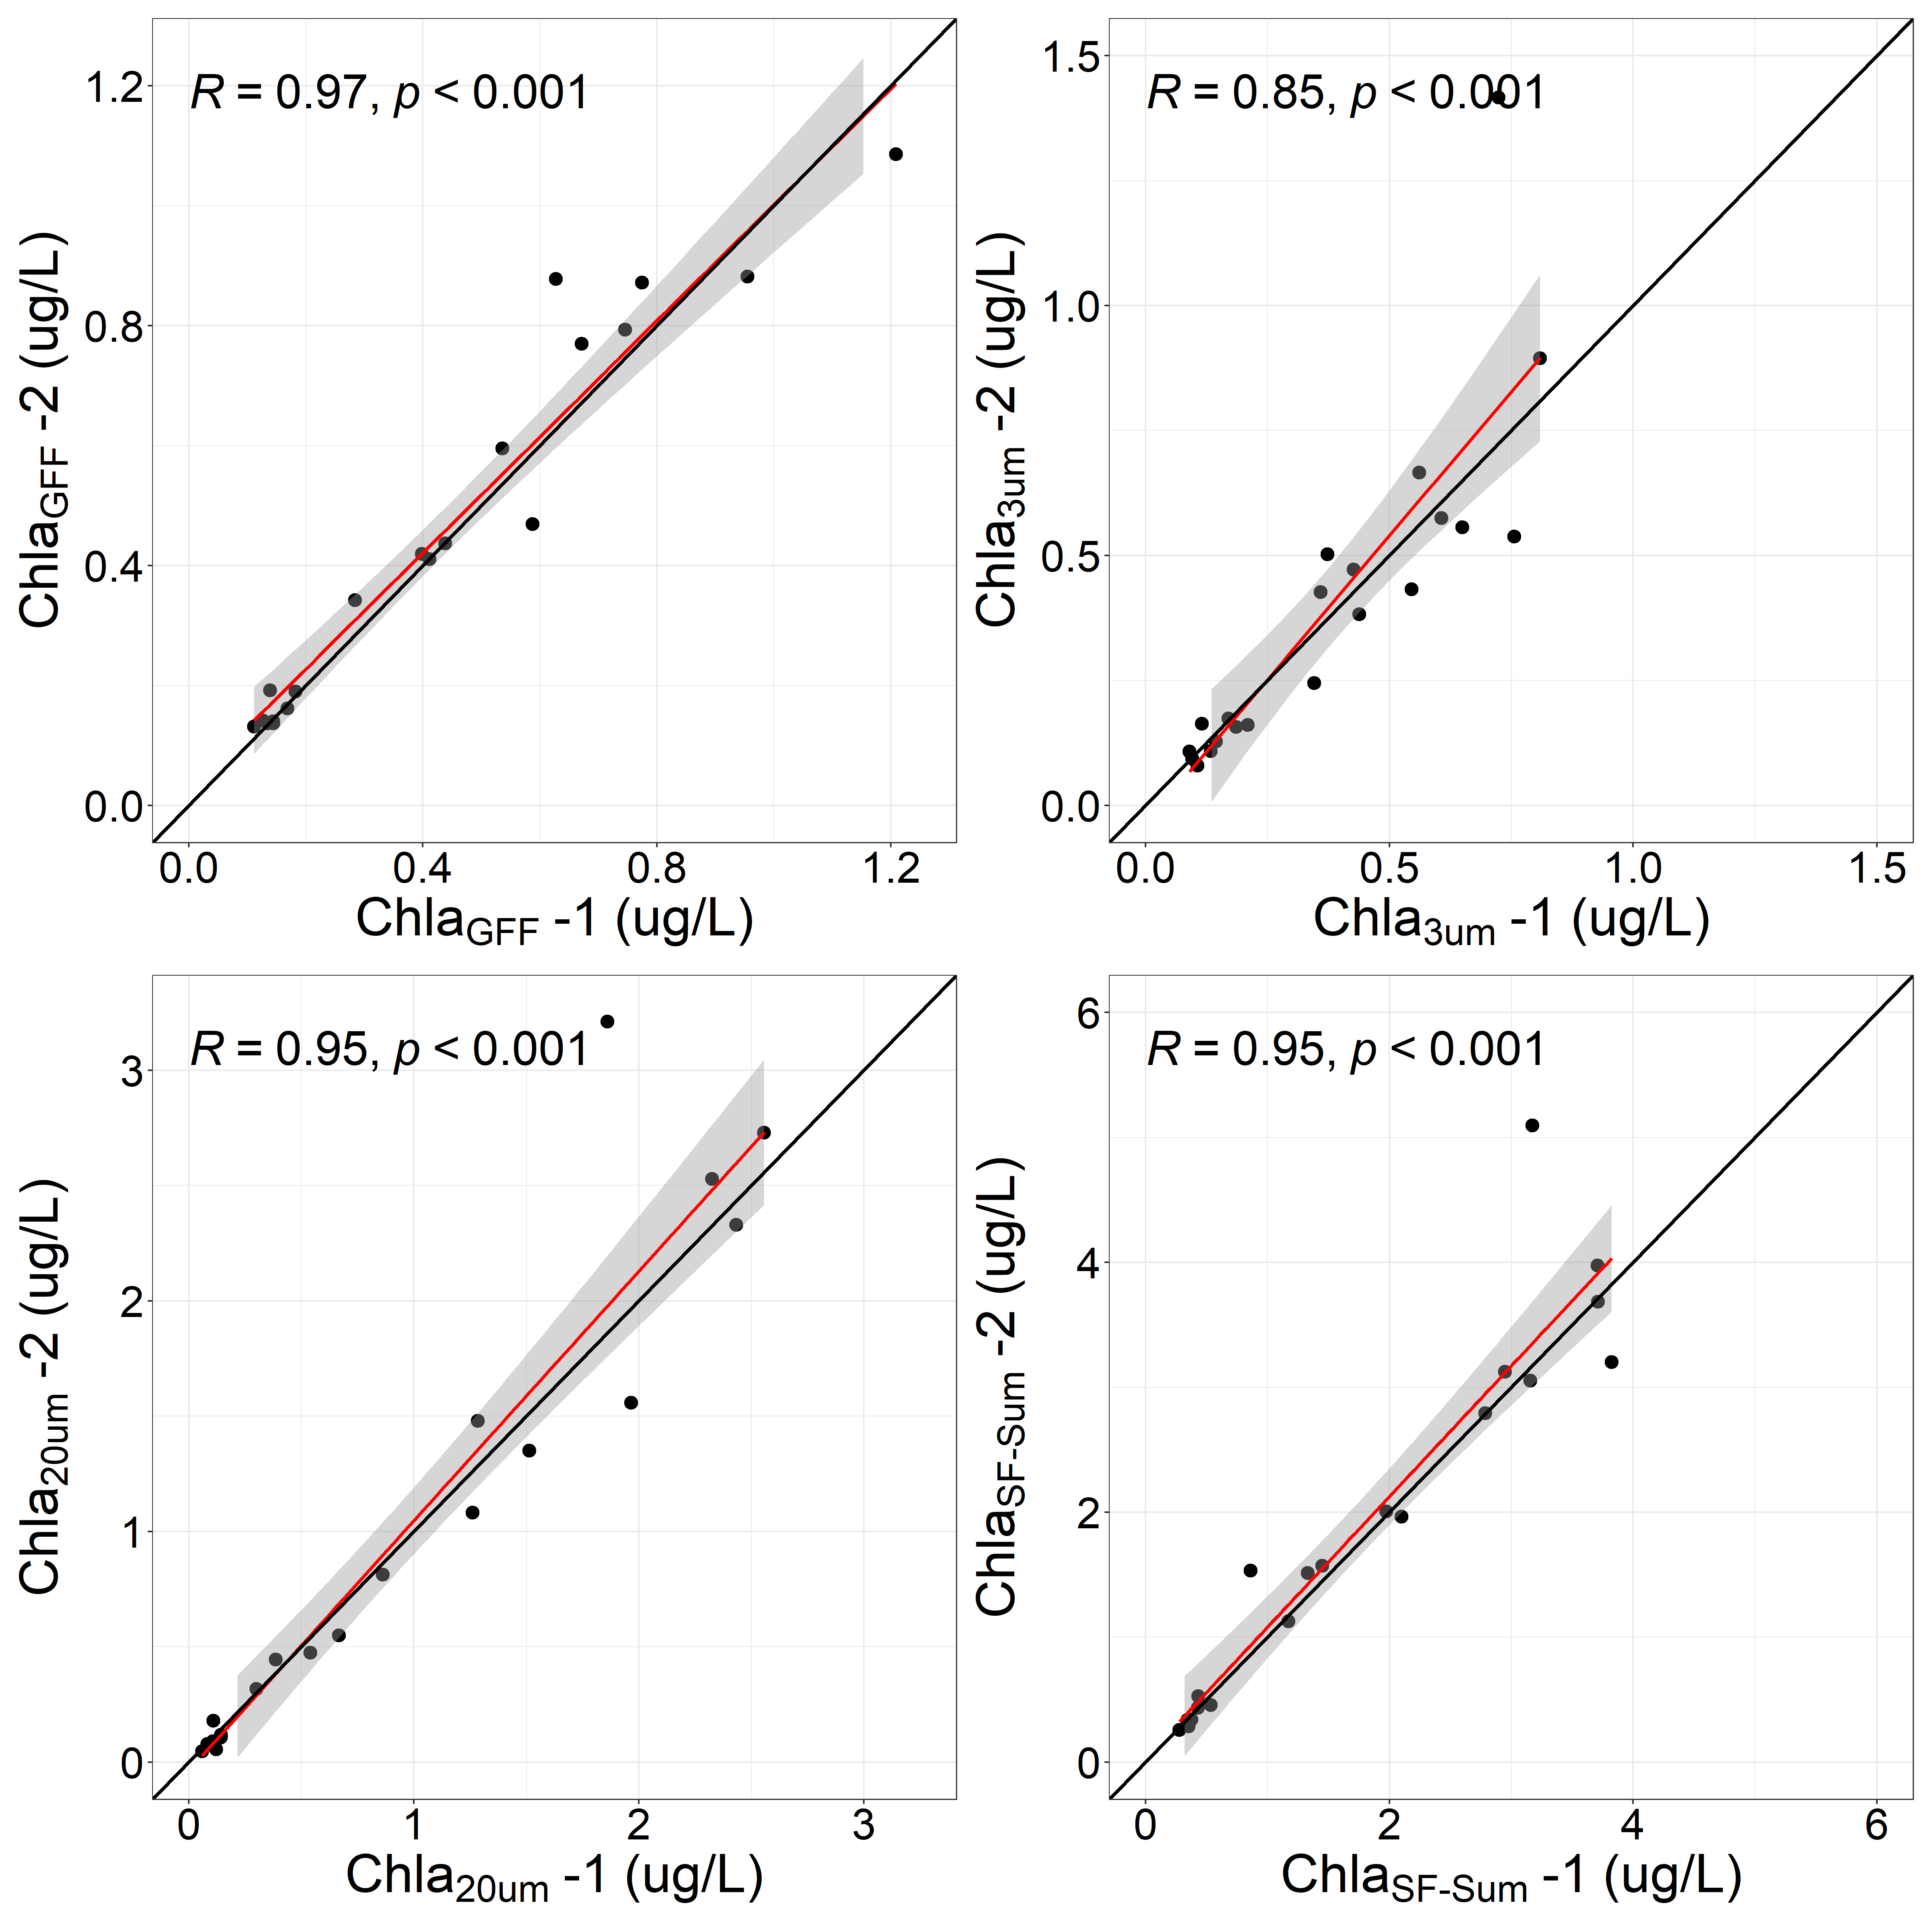 R = 0.97, p < 0.001
1.2
0.8
0.4
0.0
ChlaGFF -2 (ug/L)
0.0 0.4 0.8 1.2
ChlaGFF -1 (ug/L)
R = 0.85, p < 0.001
1.5
1.0
0.5
0.0
Chla3um -2 (ug/L)
0.0 0.5 1.0 1.5
Chla3um -1 (ug/L)
R = 0.95, p < 0.001
3
2
1
0
Chla20um -2 (ug/L)
0 1 2 3
Chla20um -1 (ug/L)
R = 0.95, p < 0.001
6
4
2
0
ChlaSF-Sum -2 (ug/L)
0 2 4 6
ChlaSF-Sum -1 (ug/L)